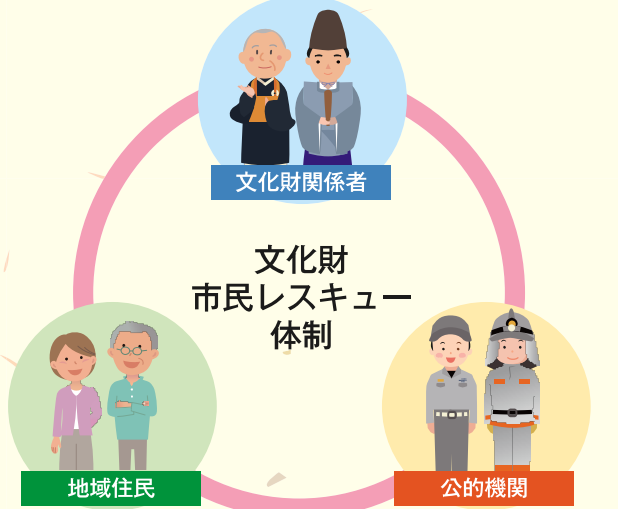 文化財関係者
文化財
市民レスキュー
体制
地域住民
公的機関